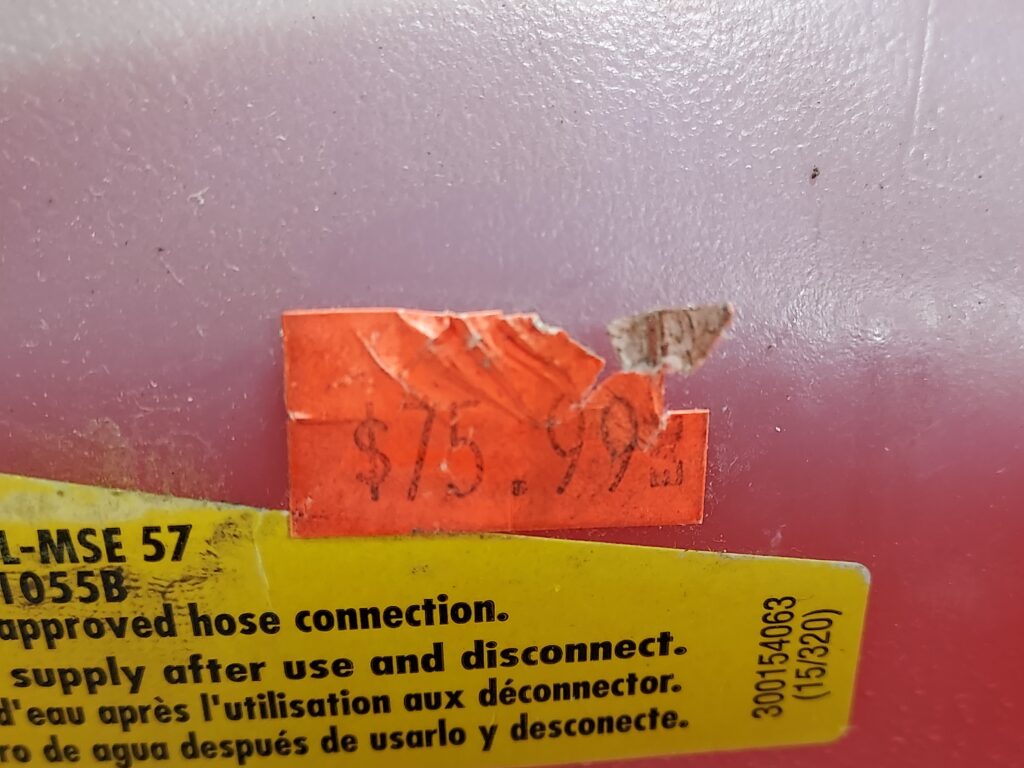 $75.99
L-MSE 57
1055B
approved hose connection.
supply after use and disconnect.
d'eau après l'utilisation aux déconnector.
ro de agua después de usarlo y desconecte.
3001154063
(15/320)